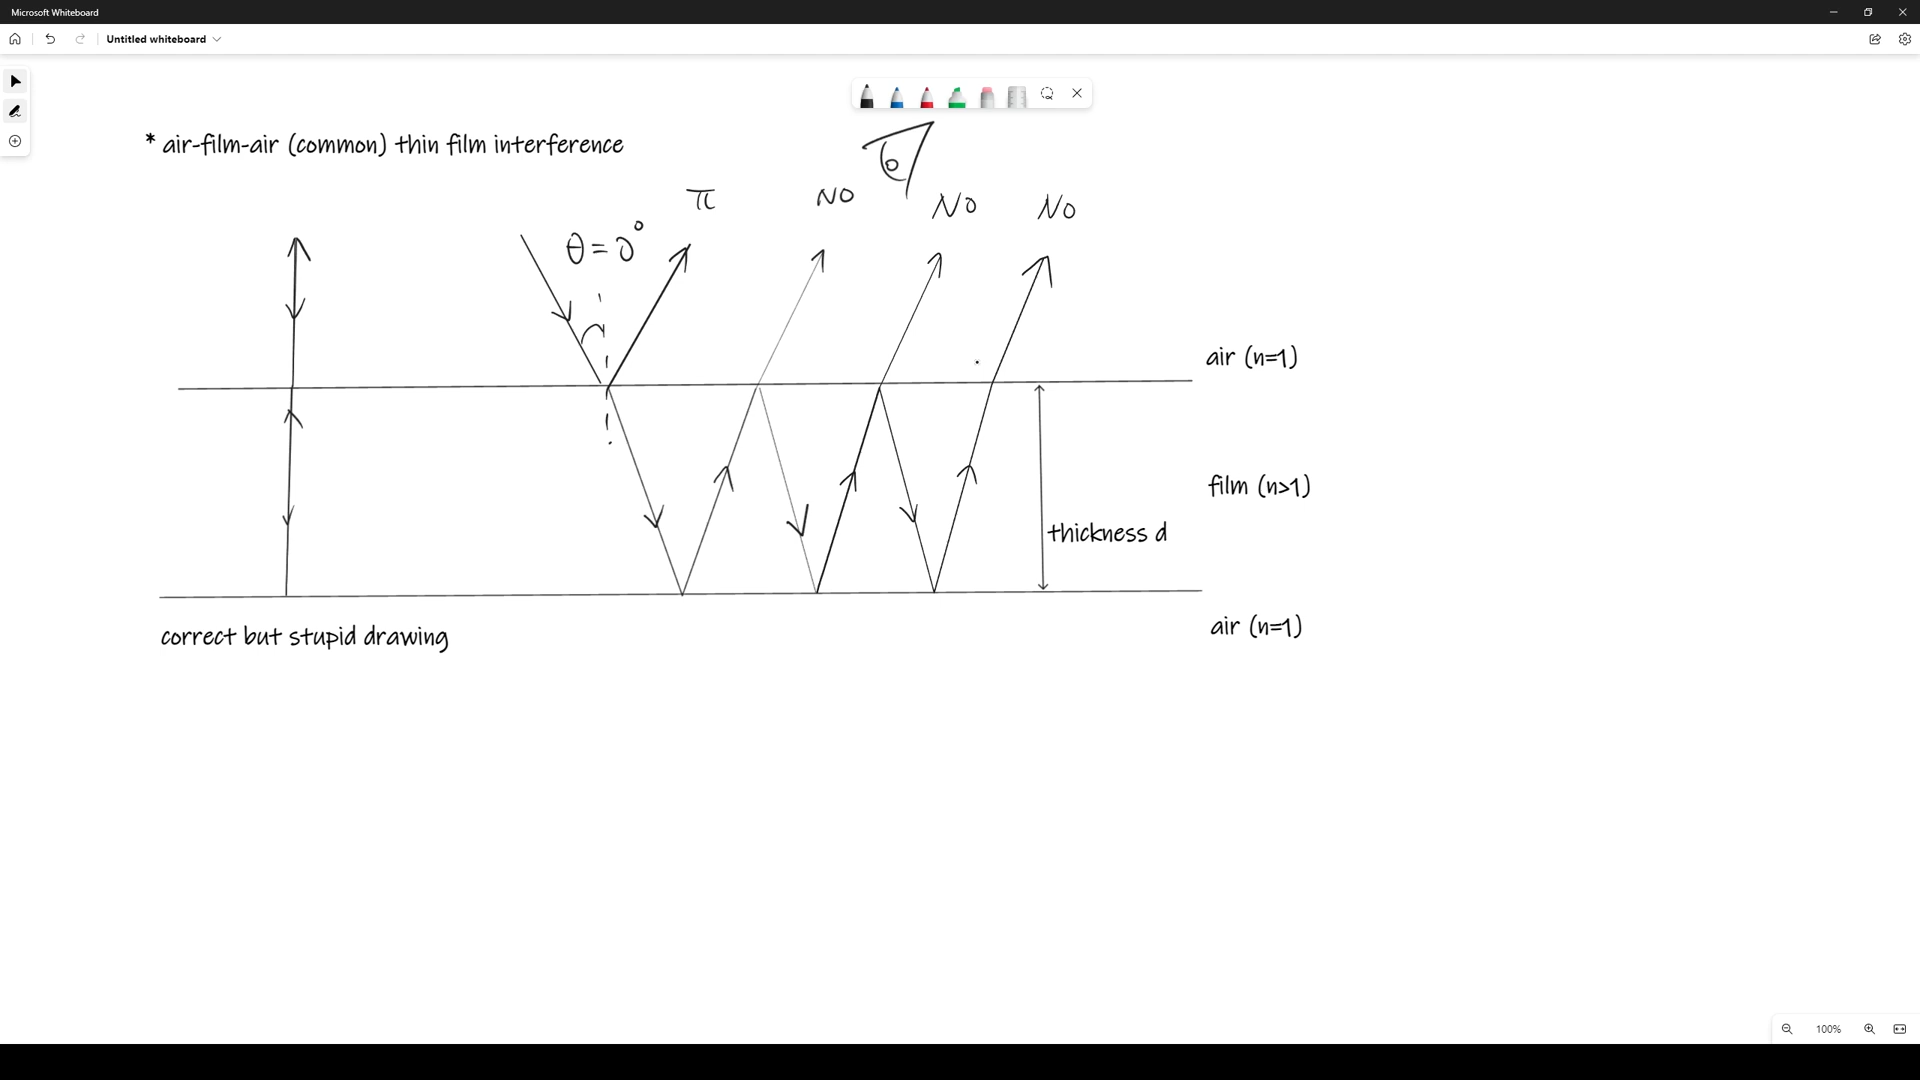 Microsoft Whiteboard
Untitled whiteboard
* air-film-air (common) thin film interference
π NO NO NO
θ = 0°
air (n=1)
film (n>1)
thickness d
air (n=1)
correct but stupid drawing
100%